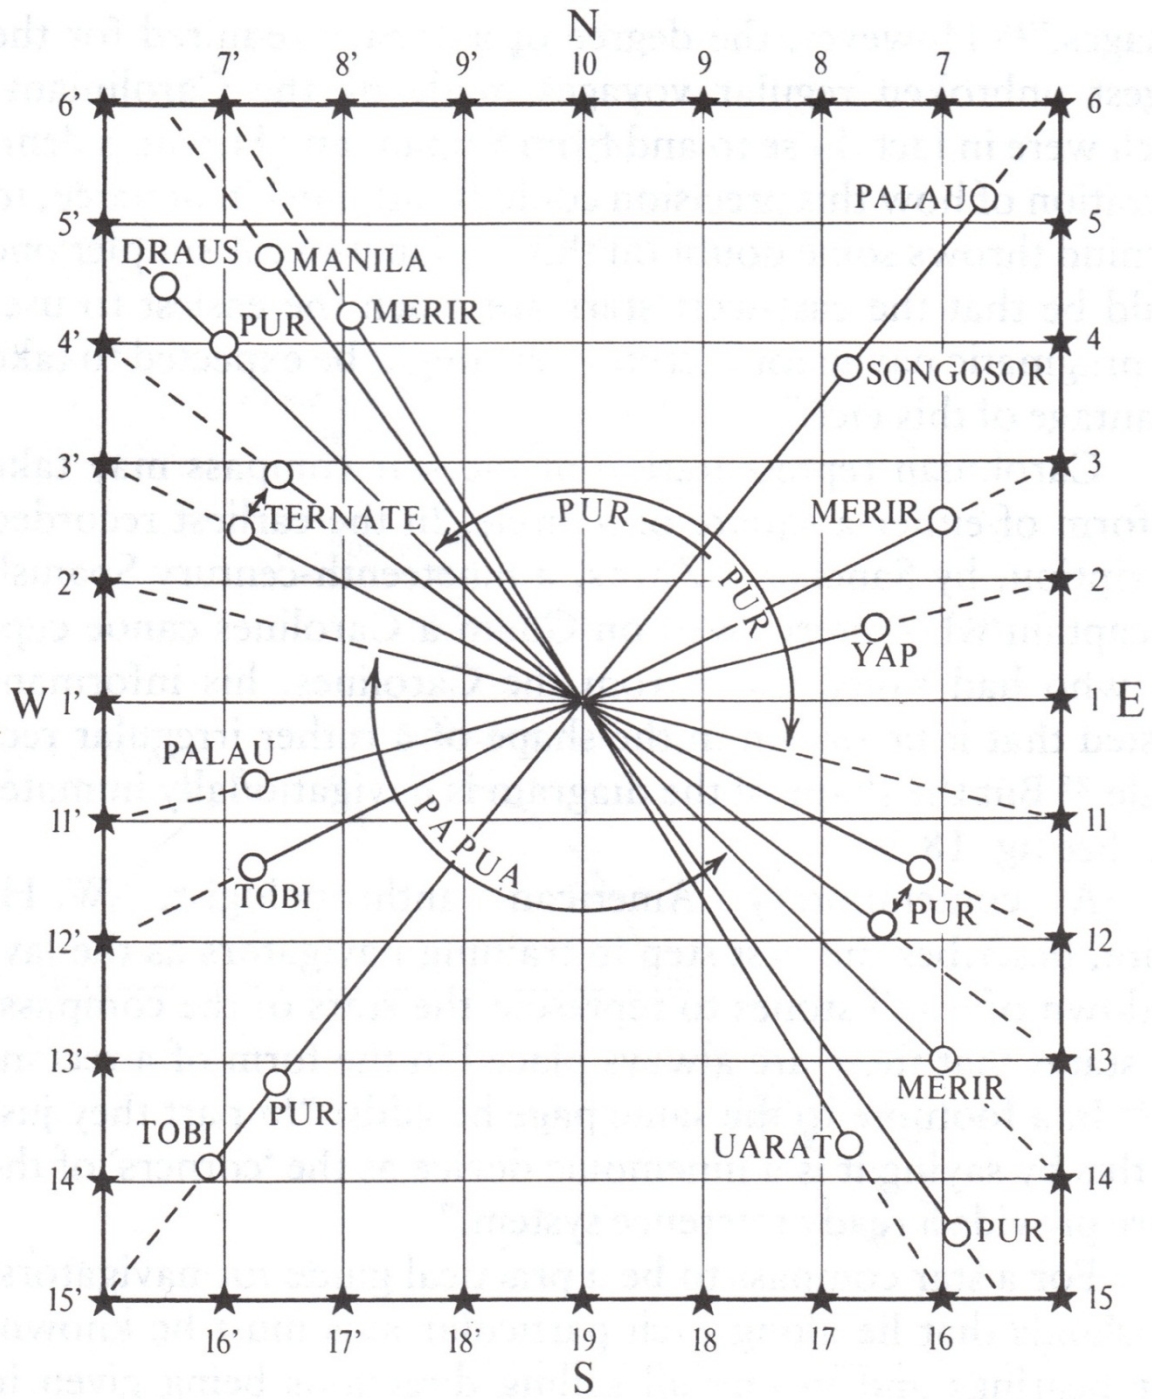 N
7' 8' 9' 10 9 8 7
6' 6
PALAU
5' 5
DRAUS MANILA
PUR MERIR
4' 4
SONGOSOR
3' 3
TERNATE PUR MERIR
2' PUR 2
YAP
W 1' 1 E
PALAU
11' 11
PAPUA
TOBI PUR
12' 12
13' 13
MERIR
PUR
TOBI UARAT
14' 14
PUR
15' 15
16' 17' 18' 19 18 17 16
S